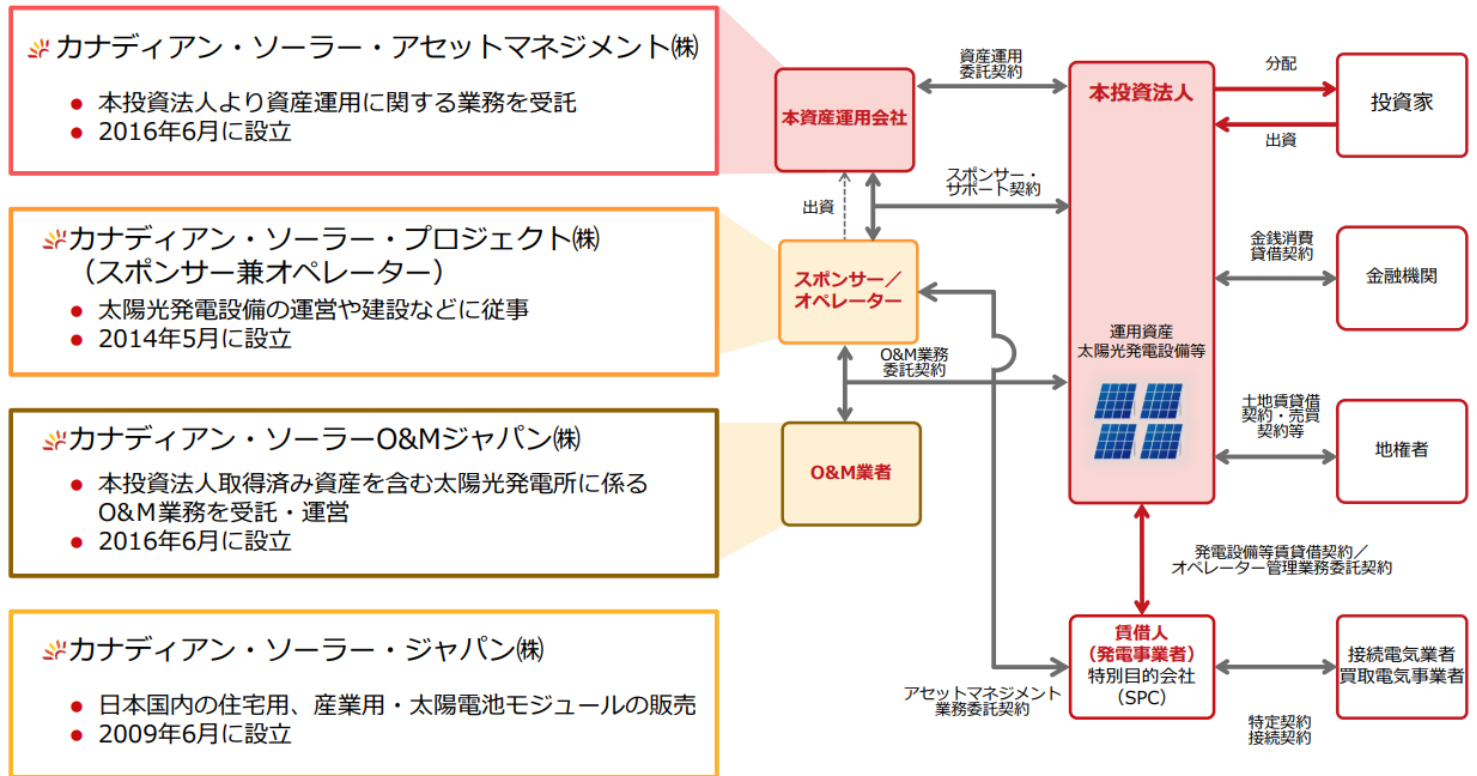 カナディアン・ソーラー・アセットマネジメント㈱
● 本投資法人より資産運用に関する業務を受託
● 2016年6月に設立
カナディアン・ソーラー・プロジェクト㈱
（スポンサー兼オペレーター）
● 太陽光発電設備の運営や建設などに従事
● 2014年5月に設立
カナディアン・ソーラーO&Mジャパン㈱
● 本投資法人取得済み資産を含む太陽光発電所に係る
O&M業務を受託・運営
● 2016年6月に設立
カナディアン・ソーラー・ジャパン㈱
● 日本国内の住宅用、産業用・太陽電池モジュールの販売
● 2009年6月に設立
本資産運用会社
資産運用
委託契約
スポンサー・
サポート契約
出資
スポンサー／
オペレーター
O&M業務
委託契約
O&M業者
アセットマネジメント
業務委託契約
本投資法人
運用資産
太陽光発電設備等
発電設備等賃貸借契約／
オペレーター管理業務委託契約
賃借人
（発電事業者）
特別目的会社
（SPC）
分配
出資
投資家
金銭消費
貸借契約
金融機関
土地賃貸借
契約・売買
契約等
地権者
接続電気業者
買取電気事業者
特定契約
接続契約